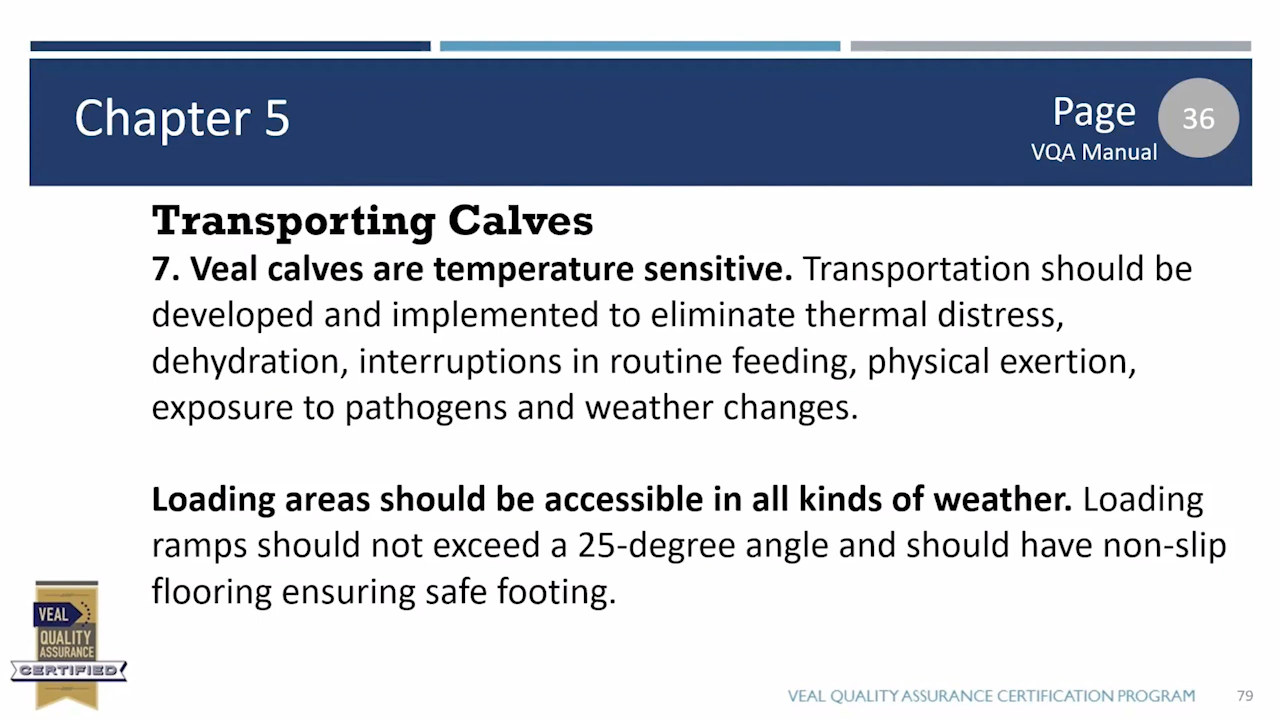 Chapter 5
Page
36
VQA Manual
Transporting Calves
7. Veal calves are temperature sensitive. Transportation should be
developed and implemented to eliminate thermal distress,
dehydration, interruptions in routine feeding, physical exertion,
exposure to pathogens and weather changes.
Loading areas should be accessible in all kinds of weather. Loading
ramps should not exceed a 25-degree angle and should have non-slip
flooring ensuring safe footing.
VEAL
QUALITY
ASSURANCE
CERTIFIED
VEAL QUALITY ASSURANCE CERTIFICATION PROGRAM
79